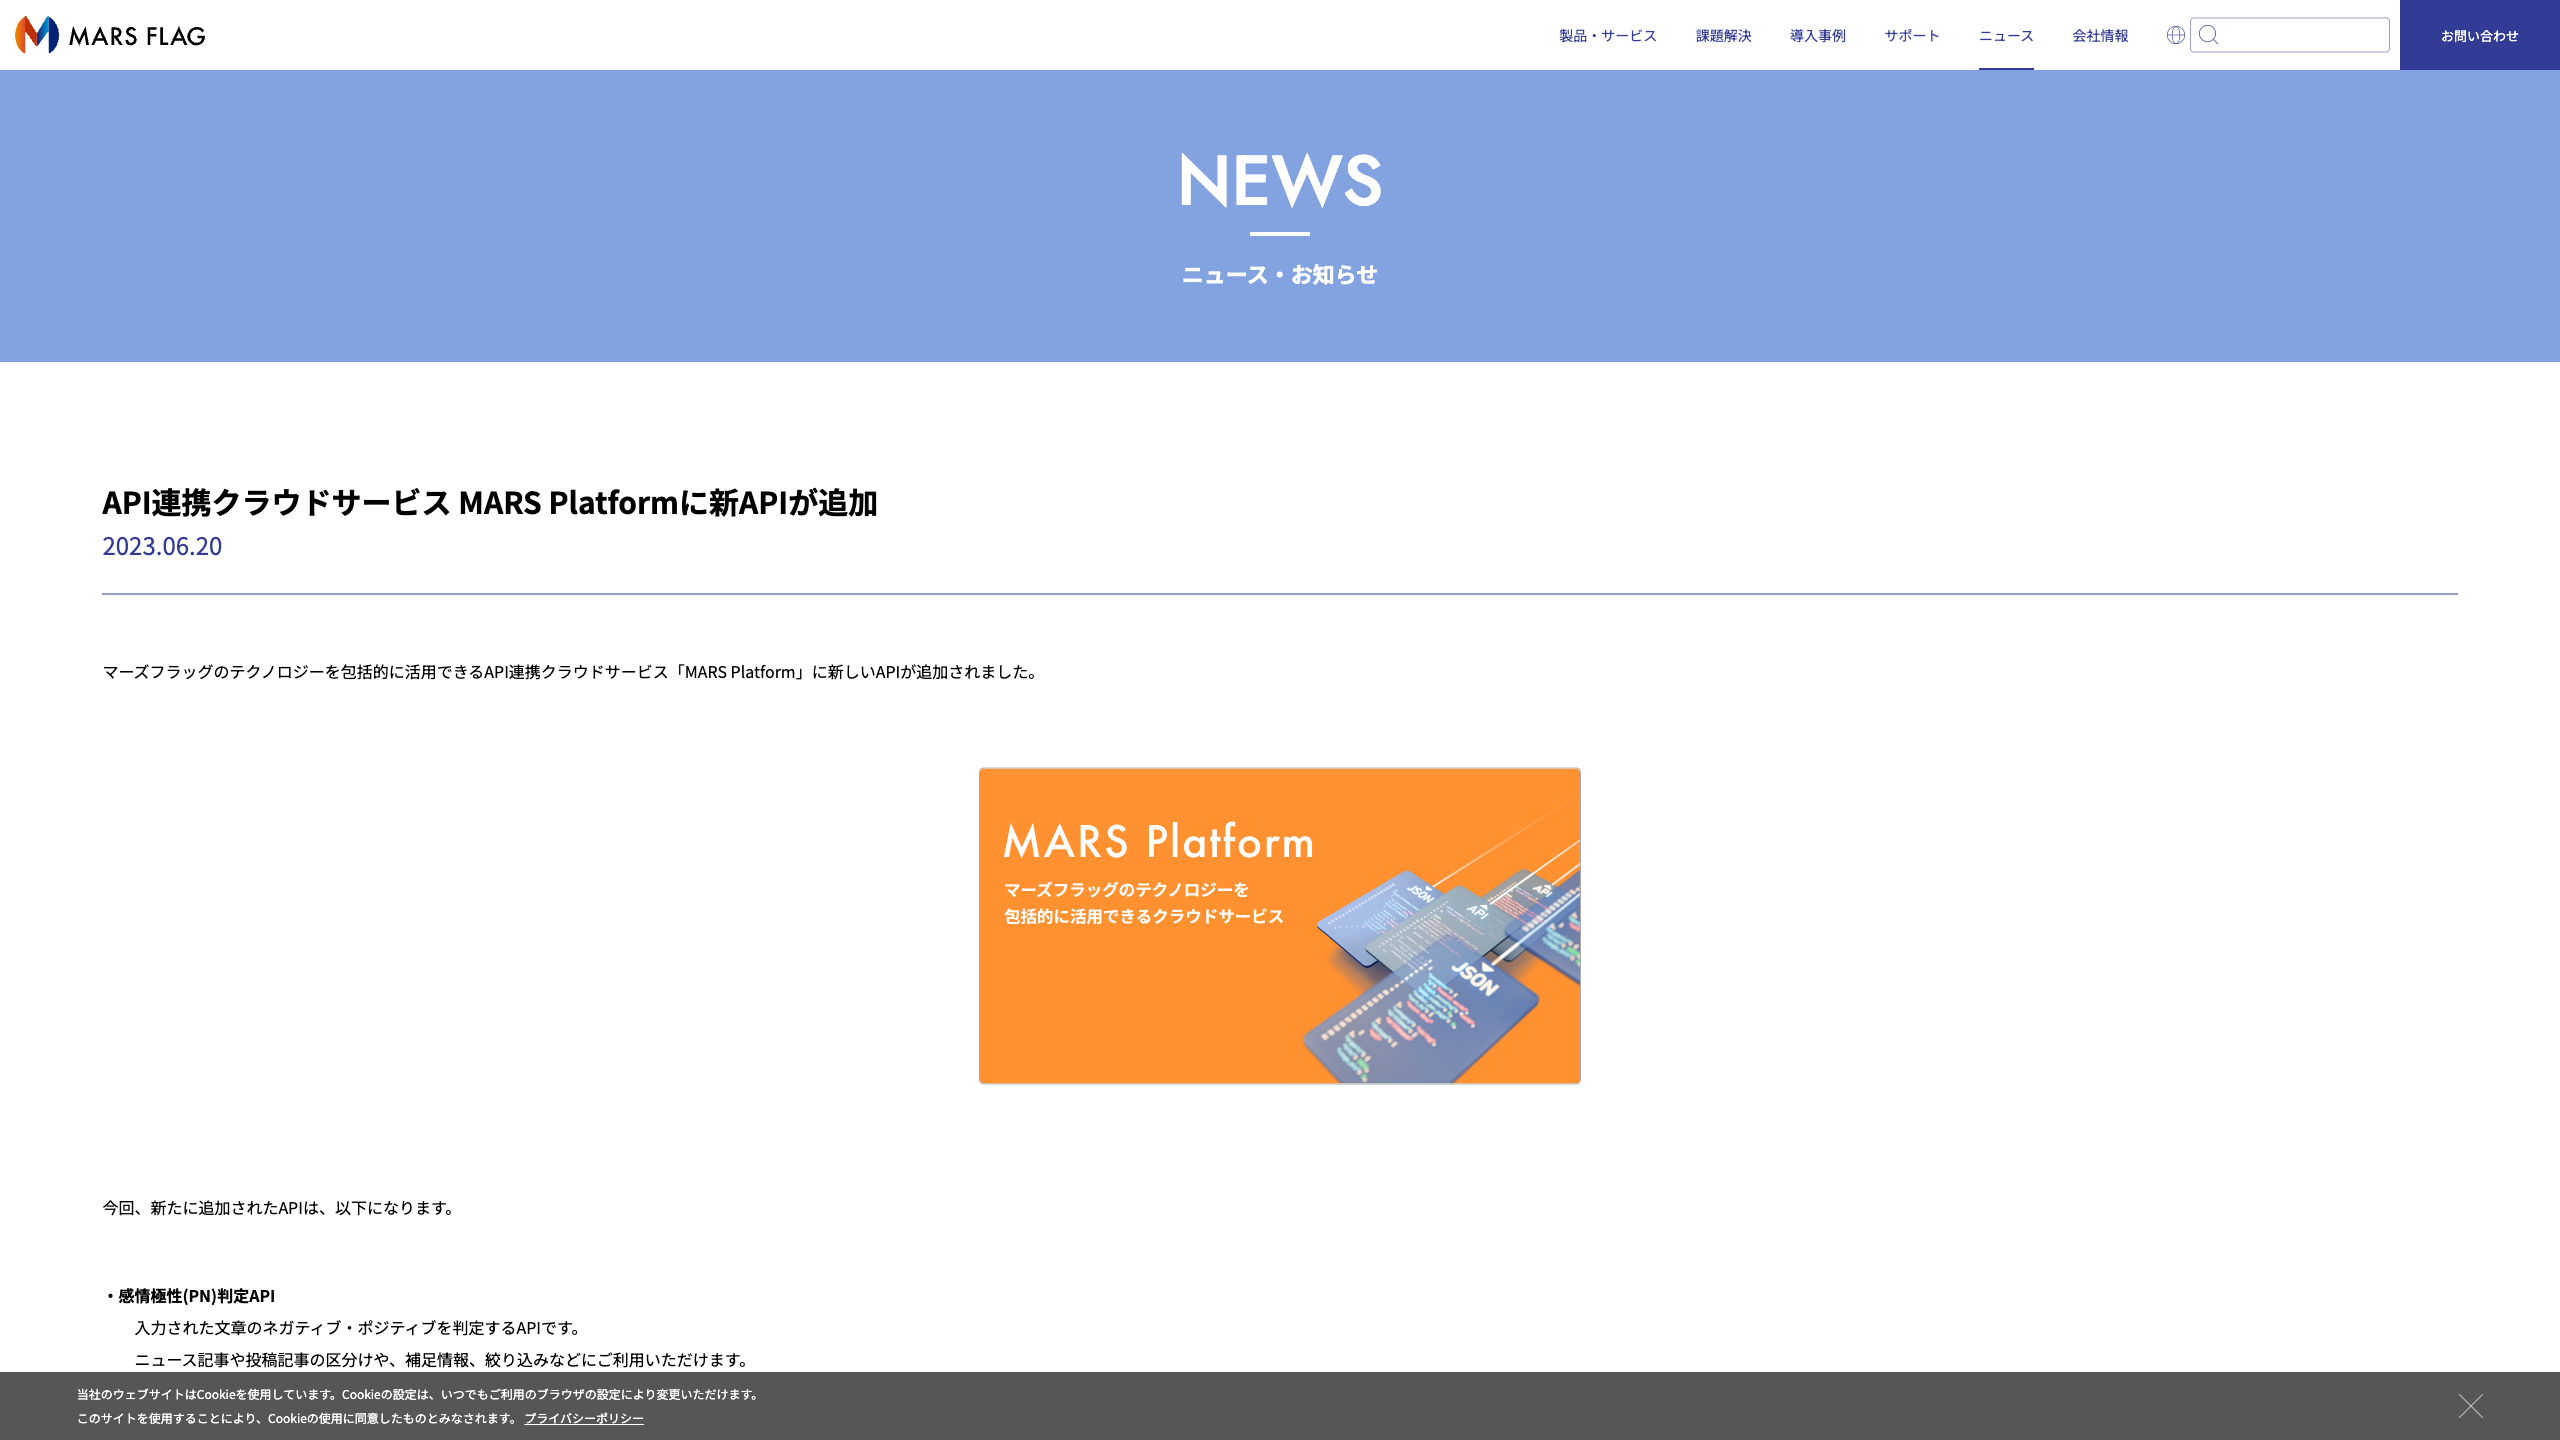 MARS FLAG
製品・サービス 課題解決 導入事例 サポート ニュース 会社情報 お問い合わせ
NEWS
ニュース・お知らせ
API連携クラウドサービス MARS Platformに新APIが追加
2023.06.20
マーズフラッグのテクノロジーを包括的に活用できるAPI連携クラウドサービス「MARS Platform」に新しいAPIが追加されました。
MARS Platform
マーズフラッグのテクノロジーを
包括的に活用できるクラウドサービス
JSON
API
API
JSON
今回、新たに追加されたAPIは、以下になります。
・感情極性(PN)判定API
入力された文章のネガティブ・ポジティブを判定するAPIです。
ニュース記事や投稿記事の区分けや、補足情報、絞り込みなどにご利用いただけます。
当社のウェブサイトはCookieを使用しています。Cookieの設定は、いつでもご利用のブラウザの設定により変更いただけます。
このサイトを使用することにより、Cookieの使用に同意したものとみなされます。 プライバシーポリシー